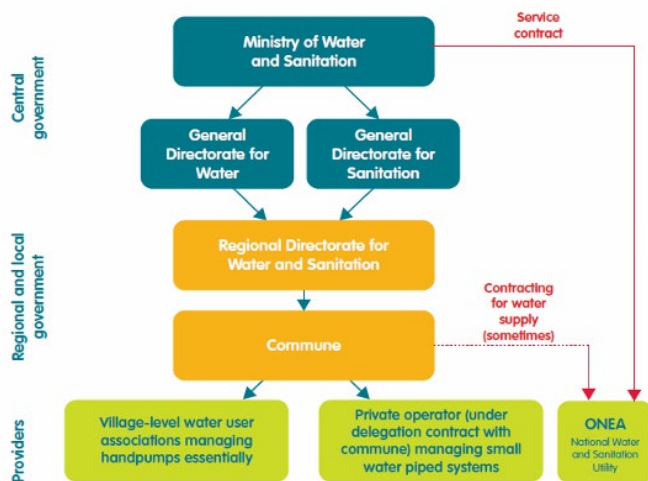 Central
government
Ministry of Water
and Sanitation
Service
contract
General
Directorate for
Water
General
Directorate for
Sanitation
Regional and local
government
Regional Directorate for
Water and Sanitation
Contracting
for water
supply
(sometimes)
Commune
Providers
Village-level water user
associations managing
handpumps essentially
Private operator (under
delegation contract with
commune) managing small
water piped systems
ONEA
National Water
and Sanitation
Utility